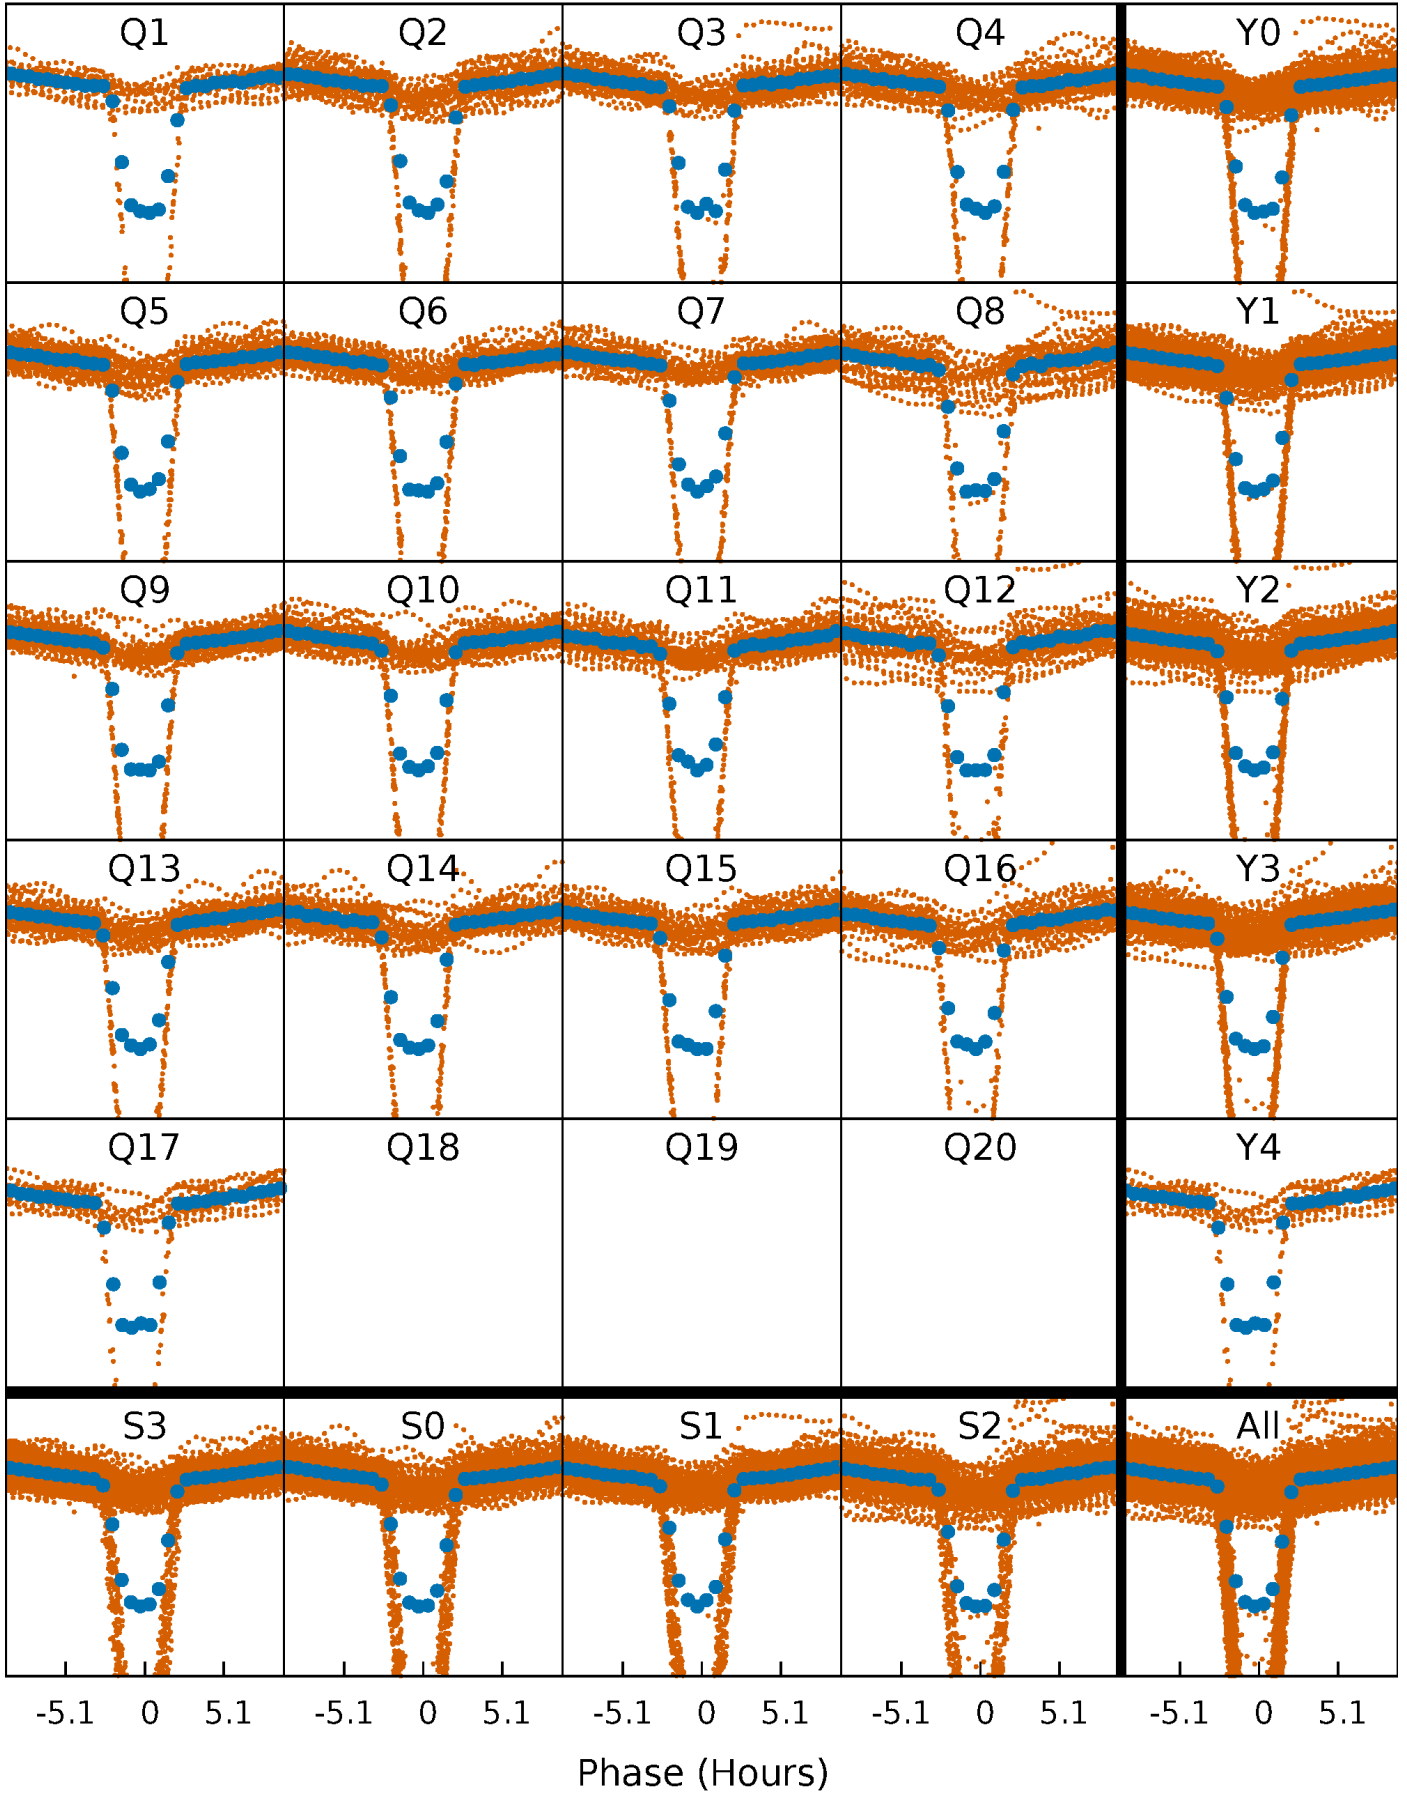 Q1 Q2 Q3 Q4 Y0
Q5 Q6 Q7 Q8 Y1
Q9 Q10 Q11 Q12 Y2
Q13 Q14 Q15 Q16 Y3
Q17 Q18 Q19 Q20 Y4
S3 S0 S1 S2 All
-5.1 0 5.1 -5.1 0 5.1 -5.1 0 5.1 -5.1 0 5.1 -5.1 0 5.1
Phase (Hours)